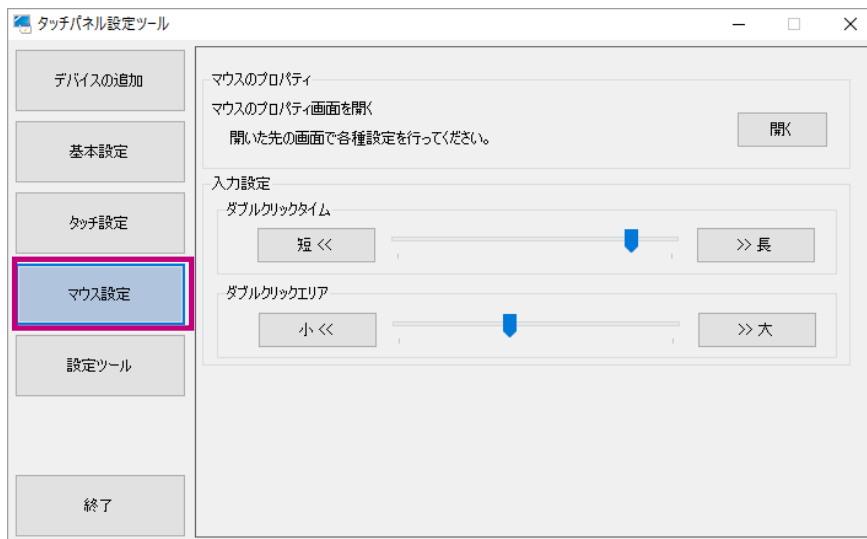 タッチパネル設定ツール
デバイスの追加
基本設定
タッチ設定
マウス設定
設定ツール
終了
マウスのプロパティ
マウスのプロパティ画面を開く
開いた先の画面で各種設定を行ってください。
開く
入力設定
ダブルクリックタイム
短 <<
>> 長
ダブルクリックエリア
小 <<
>> 大